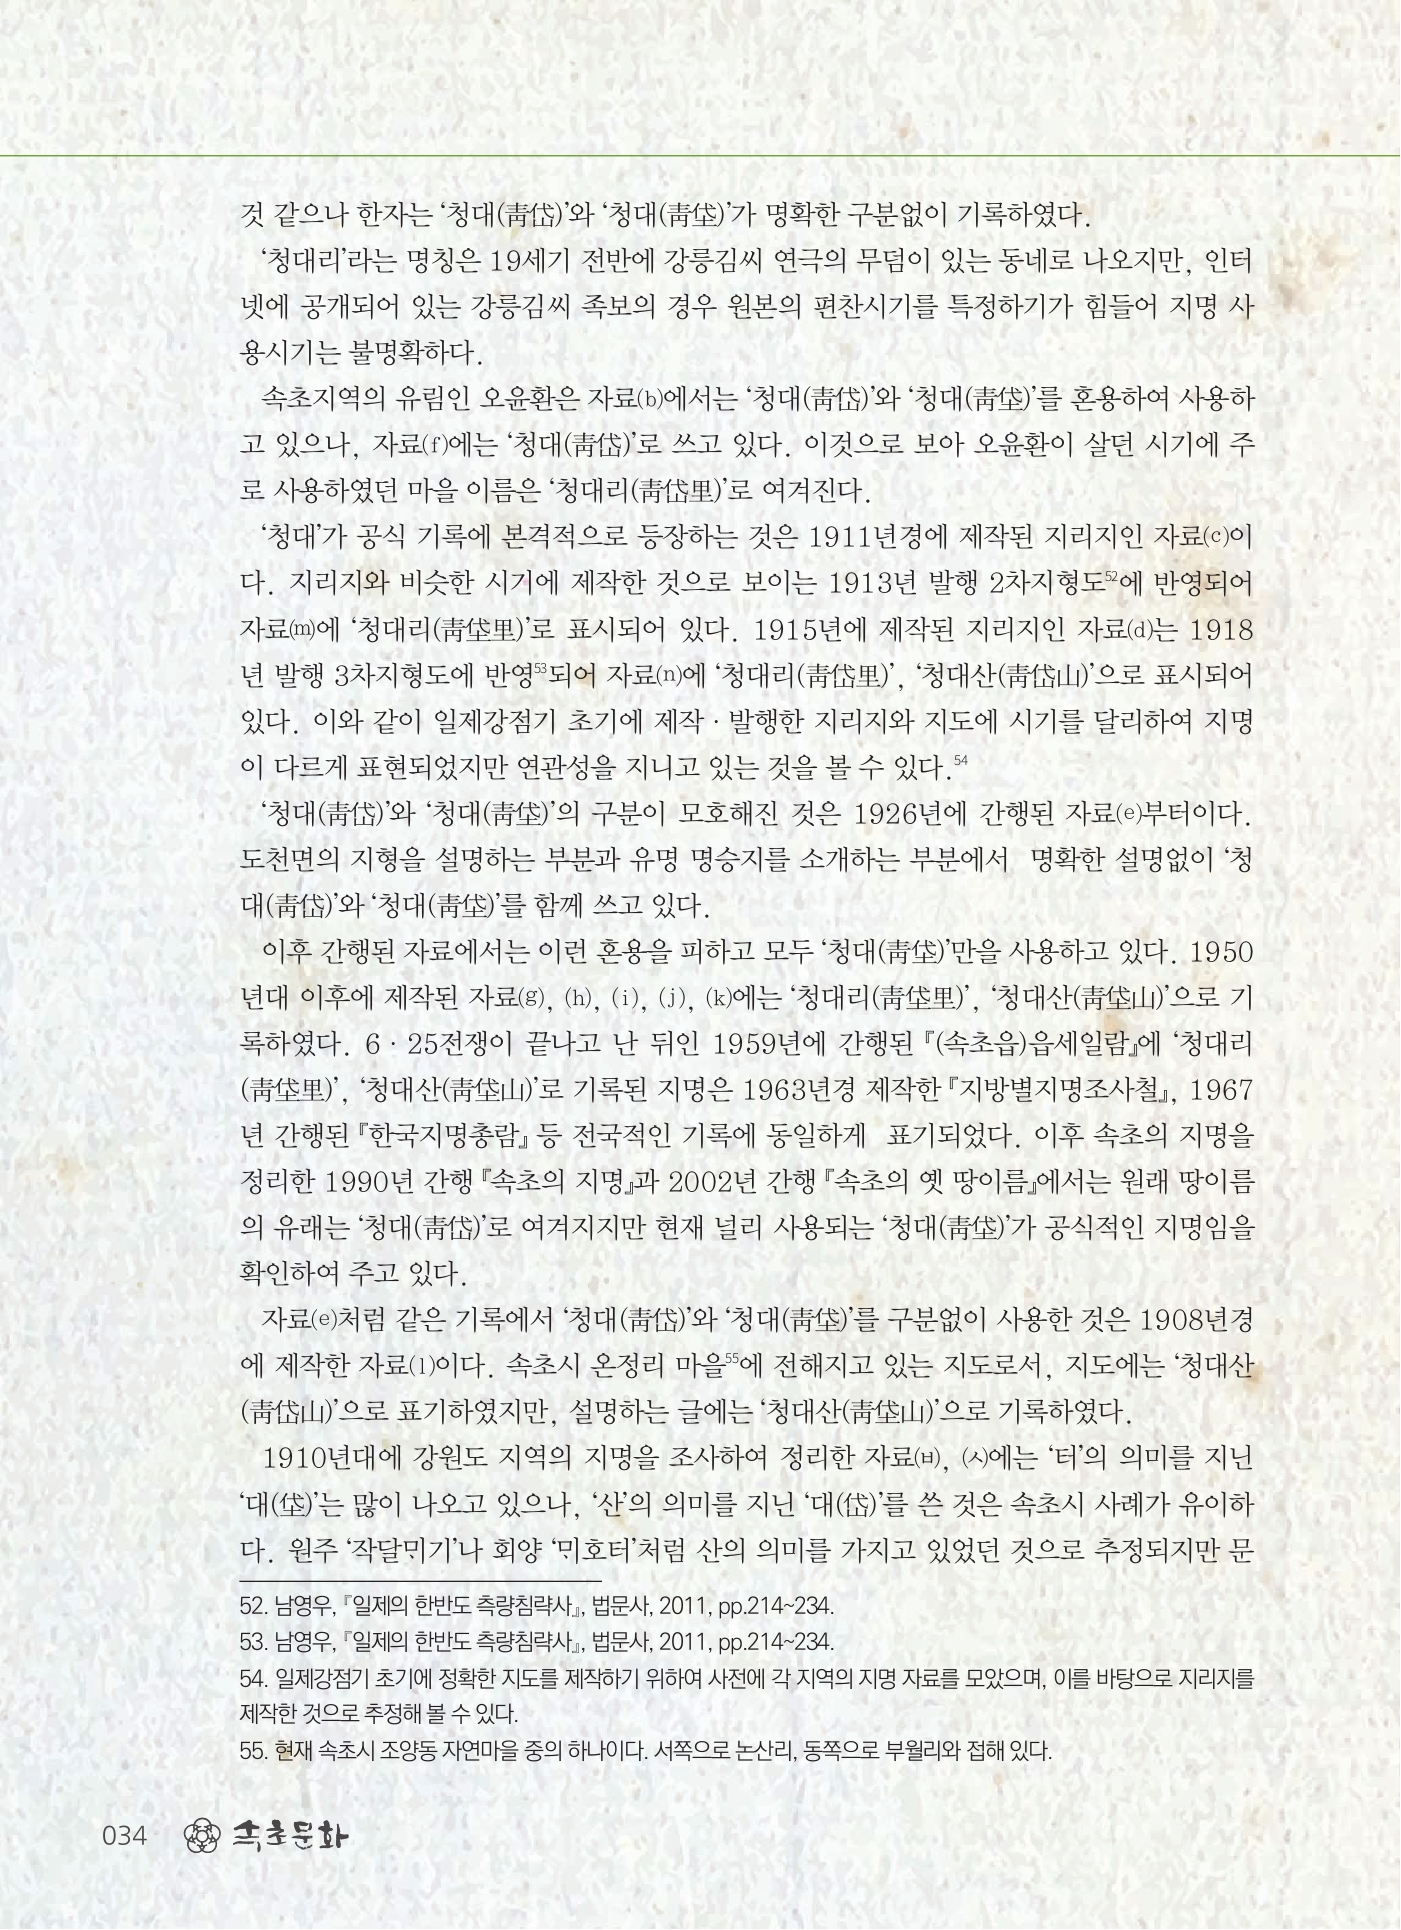 것 같으나 한자는 ‘청대(靑岱)’와 ‘청대(靑垈)’가 명확한 구분없이 기록하였다.
‘청대리’라는 명칭은 19세기 전반에 강릉김씨 연극의 무덤이 있는 동네로 나오지만, 인터
넷에 공개되어 있는 강릉김씨 족보의 경우 원본의 편찬시기를 특정하기가 힘들어 지명 사
용시기는 불명확하다.
속초지역의 유림인 오윤환은 자료(b)에서는 ‘청대(靑岱)’와 ‘청대(靑垈)’를 혼용하여 사용하
고 있으나, 자료(f)에는 ‘청대(靑岱)’로 쓰고 있다. 이것으로 보아 오윤환이 살던 시기에 주
로 사용하였던 마을 이름은 ‘청대리(靑岱里)’로 여겨진다.
‘청대’가 공식 기록에 본격적으로 등장하는 것은 1911년경에 제작된 지리지인 자료(c)이
다. 지리지와 비슷한 시기에 제작한 것으로 보이는 1913년 발행 2차지형도52에 반영되어
자료(m)에 ‘청대리(靑垈里)’로 표시되어 있다. 1915년에 제작된 지리지인 자료(d)는 1918
년 발행 3차지형도에 반영53되어 자료(n)에 ‘청대리(靑岱里)’, ‘청대산(靑岱山)’으로 표시되어
있다. 이와 같이 일제강점기 초기에 제작 · 발행한 지리지와 지도에 시기를 달리하여 지명
이 다르게 표현되었지만 연관성을 지니고 있는 것을 볼 수 있다.54
‘청대(靑岱)’와 ‘청대(靑垈)’의 구분이 모호해진 것은 1926년에 간행된 자료(e)부터이다.
도천면의 지형을 설명하는 부분과 유명 명승지를 소개하는 부분에서 명확한 설명없이 ‘청
대(靑岱)’와 ‘청대(靑垈)’를 함께 쓰고 있다.
이후 간행된 자료에서는 이런 혼용을 피하고 모두 ‘청대(靑垈)’만을 사용하고 있다. 1950
년대 이후에 제작된 자료(g), (h), (i), (j), (k)에는 ‘청대리(靑垈里)’, ‘청대산(靑垈山)’으로 기
록하였다. 6 · 25전쟁이 끝나고 난 뒤인 1959년에 간행된 『(속초읍)읍세일람』에 ‘청대리
(靑垈里)’, ‘청대산(靑垈山)’로 기록된 지명은 1963년경 제작한 『지방별지명조사철』, 1967
년 간행된 『한국지명총람』 등 전국적인 기록에 동일하게 표기되었다. 이후 속초의 지명을
정리한 1990년 간행 『속초의 지명』과 2002년 간행 『속초의 옛 땅이름』에서는 원래 땅이름
의 유래는 ‘청대(靑岱)’로 여겨지지만 현재 널리 사용되는 ‘청대(靑垈)’가 공식적인 지명임을
확인하여 주고 있다.
자료(e)처럼 같은 기록에서 ‘청대(靑岱)’와 ‘청대(靑垈)’를 구분없이 사용한 것은 1908년경
에 제작한 자료(l)이다. 속초시 온정리 마을55에 전해지고 있는 지도로서, 지도에는 ‘청대산
(靑岱山)’으로 표기하였지만, 설명하는 글에는 ‘청대산(靑垈山)’으로 기록하였다.
1910년대에 강원도 지역의 지명을 조사하여 정리한 자료(ㅂ), (ㅅ)에는 ‘터’의 의미를 지닌
‘대(垈)’는 많이 나오고 있으나, ‘산’의 의미를 지닌 ‘대(岱)’를 쓴 것은 속초시 사례가 유이하
다. 원주 ‘작달ᄆᆡ기’나 회양 ‘ᄆᆡ호터’처럼 산의 의미를 가지고 있었던 것으로 추정되지만 문
52. 남영우, 『일제의 한반도 측량침략사』, 법문사, 2011, pp.214~234.
53. 남영우, 『일제의 한반도 측량침략사』, 법문사, 2011, pp.214~234.
54. 일제강점기 초기에 정확한 지도를 제작하기 위하여 사전에 각 지역의 지명 자료를 모았으며, 이를 바탕으로 지리지를
제작한 것으로 추정해 볼 수 있다.
55. 현재 속초시 조양동 자연마을 중의 하나이다. 서쪽으로 논산리, 동쪽으로 부월리와 접해 있다.
034 속초문화